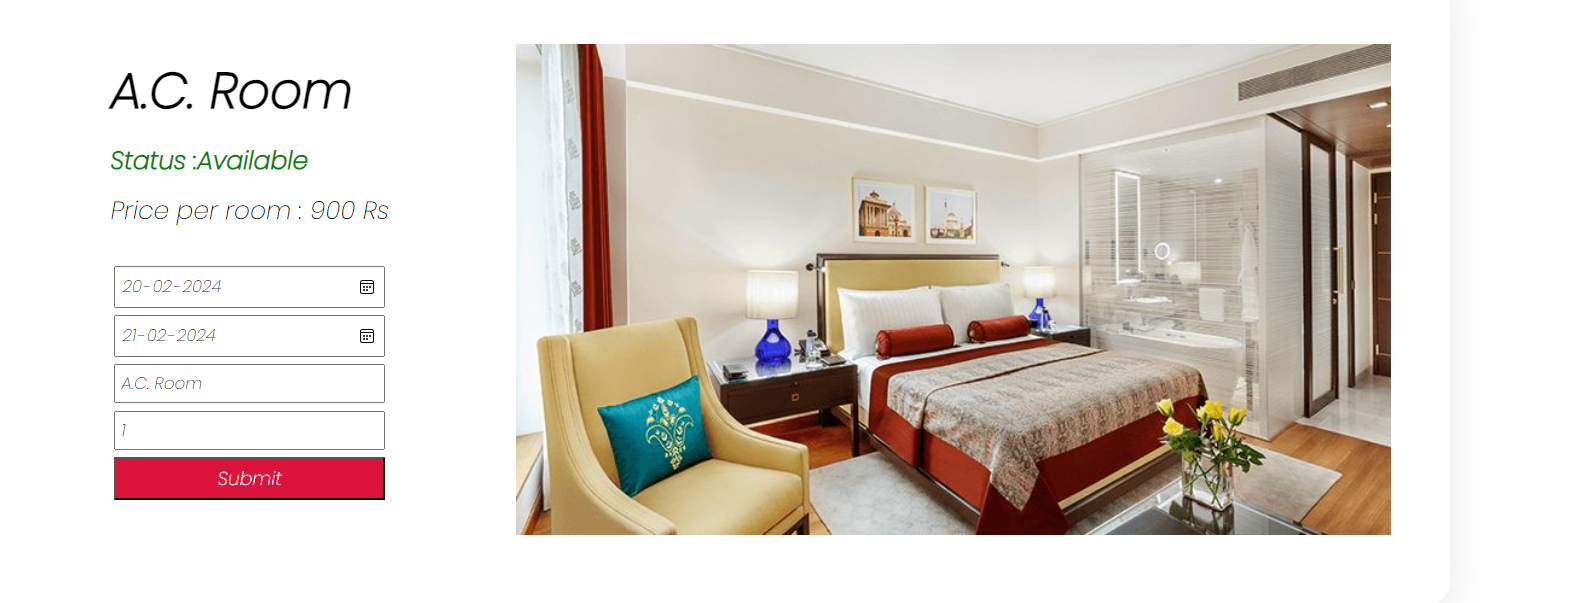 A.C. Room
Status :Available
Price per room : 900 Rs
20-02-2024
21-02-2024
A.C. Room
1
Submit